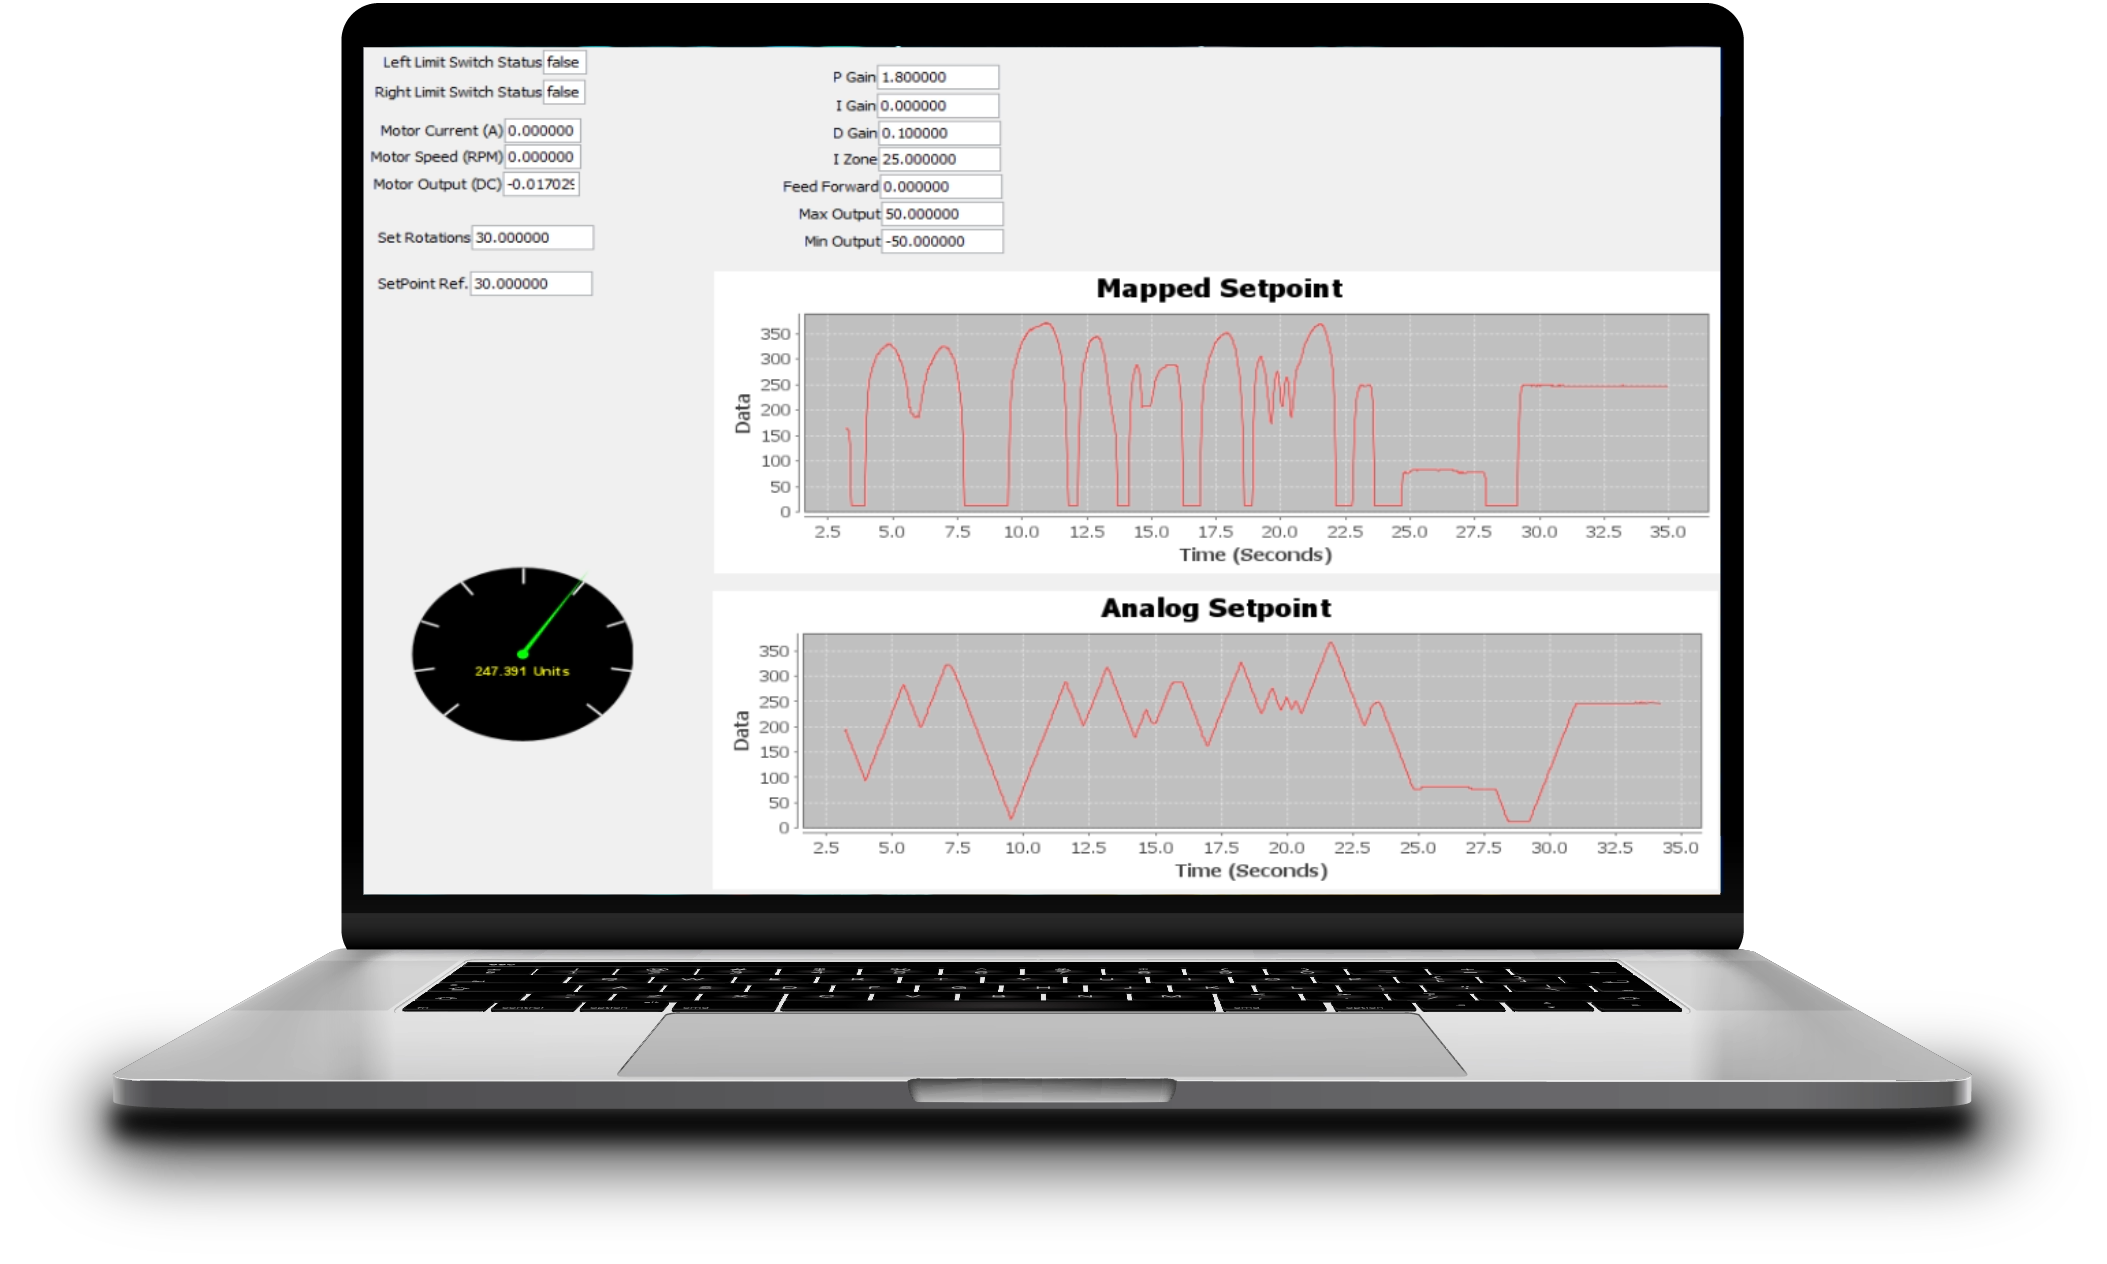 Left Limit Switch Status false
Right Limit Switch Status false
Motor Current (A) 0.000000
Motor Speed (RPM) 0.000000
Motor Output (DC) -0.017029
Set Rotations 30.000000
SetPoint Ref. 30.000000
247.391 Units
P Gain 1.800000
I Gain 0.000000
D Gain 0.100000
I Zone 25.000000
Feed Forward 0.000000
Max Output 50.000000
Min Output -50.000000
Mapped Setpoint
Data
350
300
250
200
150
100
50
0
2.5 5.0 7.5 10.0 12.5 15.0 17.5 20.0 22.5 25.0 27.5 30.0 32.5 35.0
Time (Seconds)
Analog Setpoint
Data
350
300
250
200
150
100
50
0
2.5 5.0 7.5 10.0 12.5 15.0 17.5 20.0 22.5 25.0 27.5 30.0 32.5 35.0
Time (Seconds)